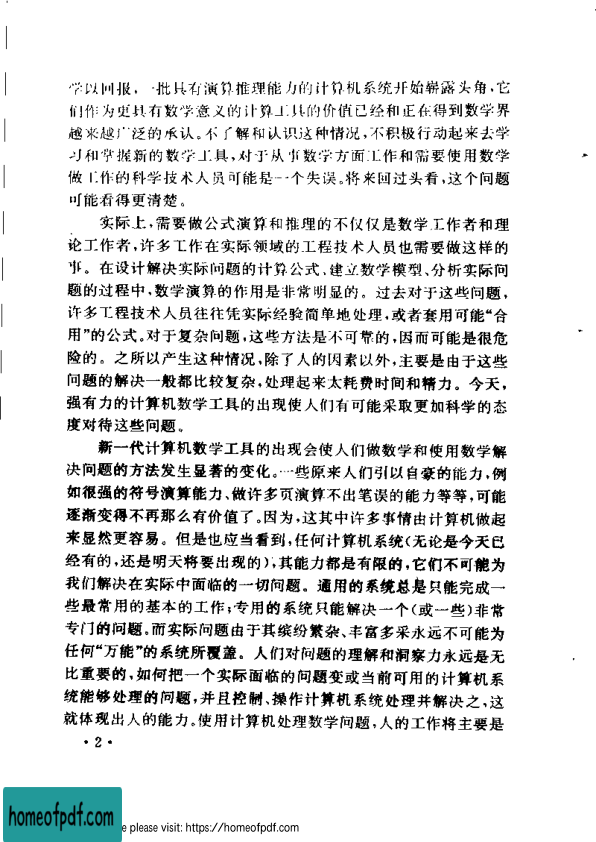 学以回报，一批具有演算推理能力的计算机系统开始崭露头角，它
们作为更具有数学意义的计算工具的价值已经和正在得到数学界
越来越广泛的承认。不了解和认识这种情况，不积极行动起来去学
习和掌握新的数学工具，对于从事数学方面工作和需要使用数学
做工作的科学技术人员可能是一个失误。将来回过头看，这个问题
可能看得更清楚。
实际上，需要做公式演算和推理的不仅仅是数学工作者和理
论工作者，许多工作在实际领域的工程技术人员也需要做这样的
事。在设计解决实际问题的计算公式、建立数学模型、分析实际问
题的过程中，数学演算的作用是非常明显的。过去对于这些问题，
许多工程技术人员往往凭实际经验简单地处理，或者套用可能“合
用”的公式。对于复杂问题，这些方法是不可靠的，因而可能是很危
险的。之所以产生这种情况，除了人的因素以外，主要是由于这些
问题的解决一般都比较复杂，处理起来太耗费时间和精力。今天，
强有力的计算机数学工具的出现使人们有可能采取更加科学的态
度对待这些问题。
新一代计算机数学工具的出现会使人们做数学和使用数学解
决问题的方法发生显著的变化。一些原来人们引以自豪的能力，例
如很强的符号演算能力、做许多页演算不出笔误的能力等等，可能
逐渐变得不再那么有价值了。因为，这其中许多事情由计算机做起
来显然更容易。但是也应当看到，任何计算机系统（无论是今天已
经有的，还是明天将要出现的），其能力都是有限的，它们不可能为
我们解决在实际中面临的一切问题。通用的系统总是只能完成一
些最常用的基本的工作；专用的系统只能解决一个（或一些）非常
专门的问题。而实际问题由于其缤纷繁杂、丰富多采永远不可能为
任何“万能”的系统所覆盖。人们对问题的理解和洞察力永远是无
比重要的，如何把一个实际面临的问题变或当前可用的计算机系
统能够处理的问题，并且控制、操作计算机系统处理并解决之，这
就体现出人的能力。使用计算机处理数学问题，人的工作将主要是
·2·
homeofpdf.com
e please visit: https://homeofpdf.com